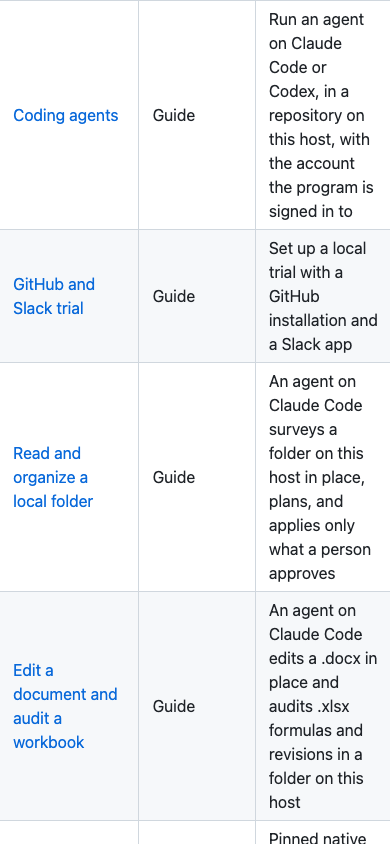 Coding agents
Guide
Run an agent
on Claude
Code or
Codex, in a
repository on
this host, with
the account
the program is
signed in to
GitHub and
Slack trial
Guide
Set up a local
trial with a
GitHub
installation and
a Slack app
Read and
organize a
local folder
Guide
An agent on
Claude Code
surveys a
folder on this
host in place,
plans, and
applies only
what a person
approves
Edit a
document and
audit a
workbook
Guide
An agent on
Claude Code
edits a .docx in
place and
audits .xlsx
formulas and
revisions in a
folder on this
host
Pinned native